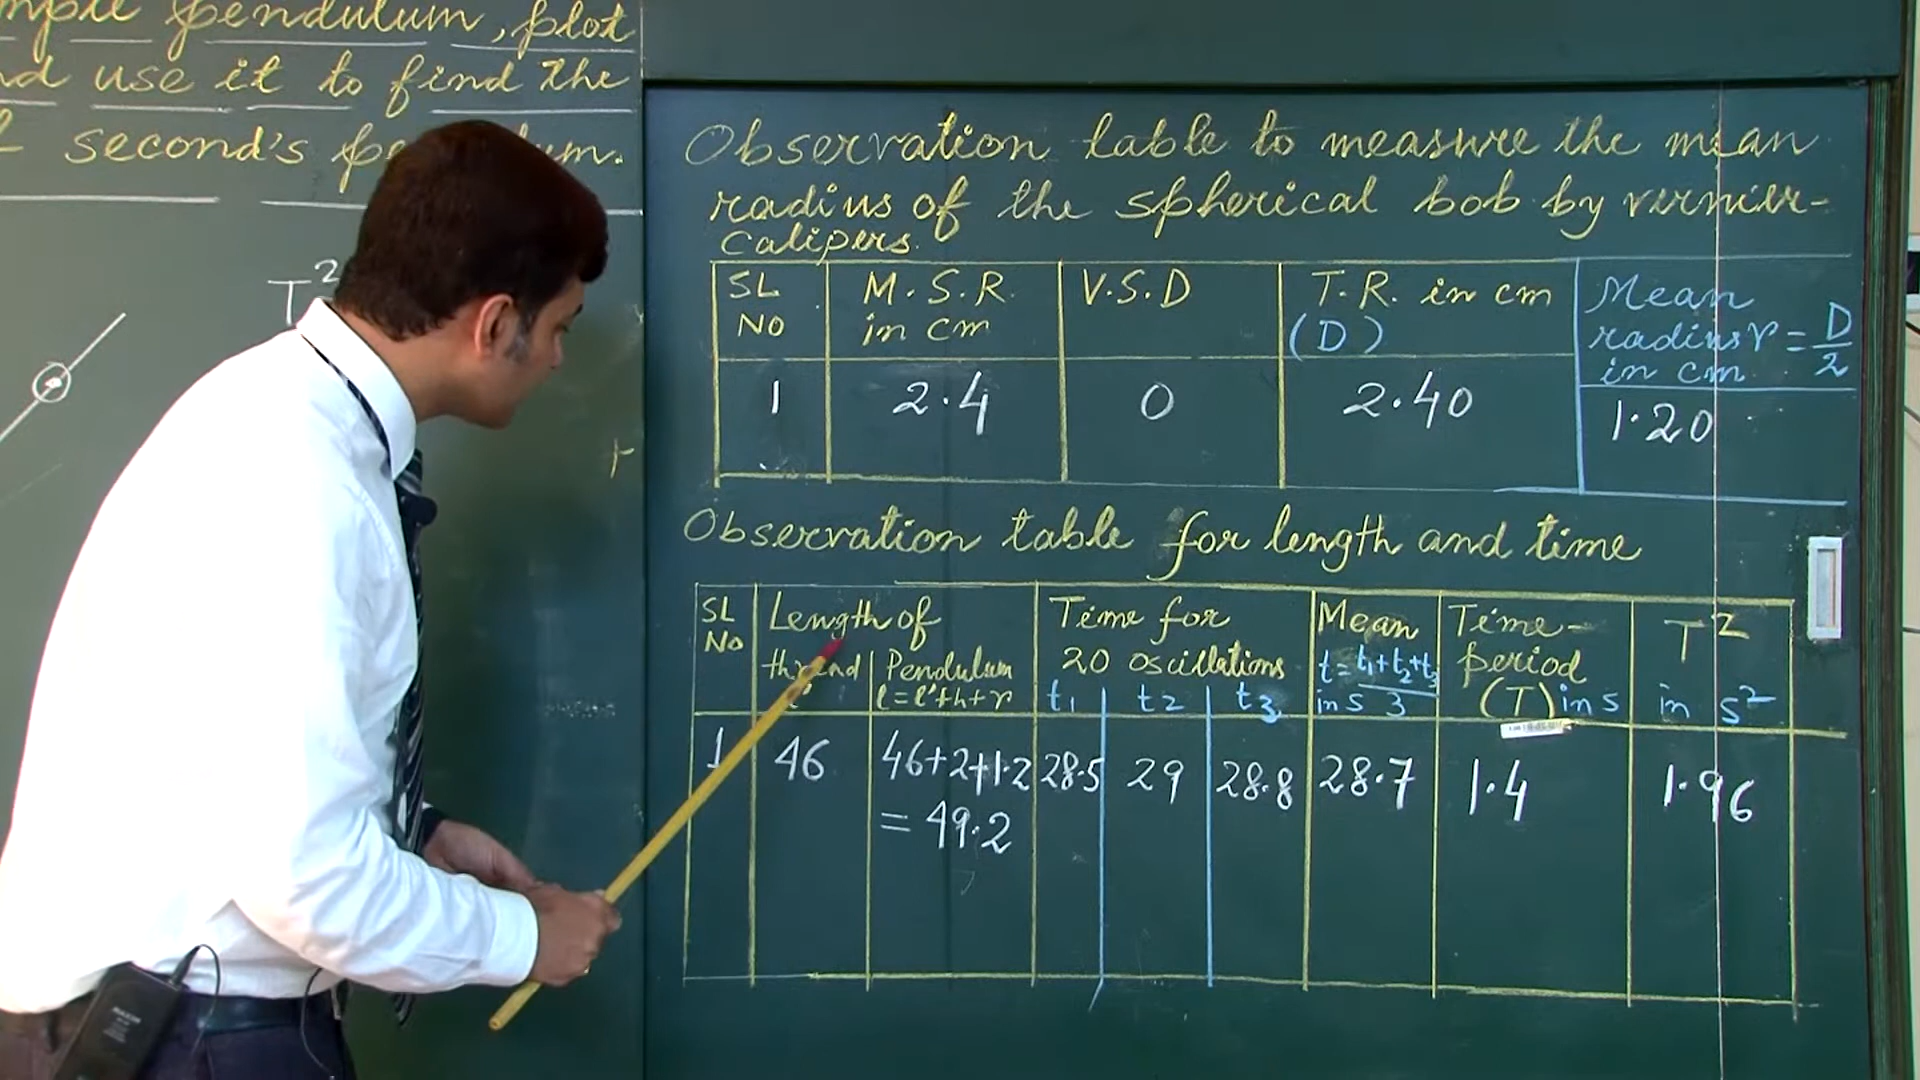 pendulum, plot
use it to find the
second's
T²
Observation table to measure the mean
radius of the spherical bob by vernier-
calipers.
SL NO
M.S.R. in cm
V.S.D
T.R. in cm (D)
Mean radius r = D/2 in cm
1
2.4
0
2.40
1.20
Observation table for length and time
SL No
Length of
thread
Pendulum l=l'+h+r
Time for 20 oscillations
t1
t2
t3
Mean t = t1+t2+t3/3 in s
Time-period (T) in s
T² in s²
1
46
46+2+1.2 = 49.2
28.5
29
28.8
28.7
1.4
1.96